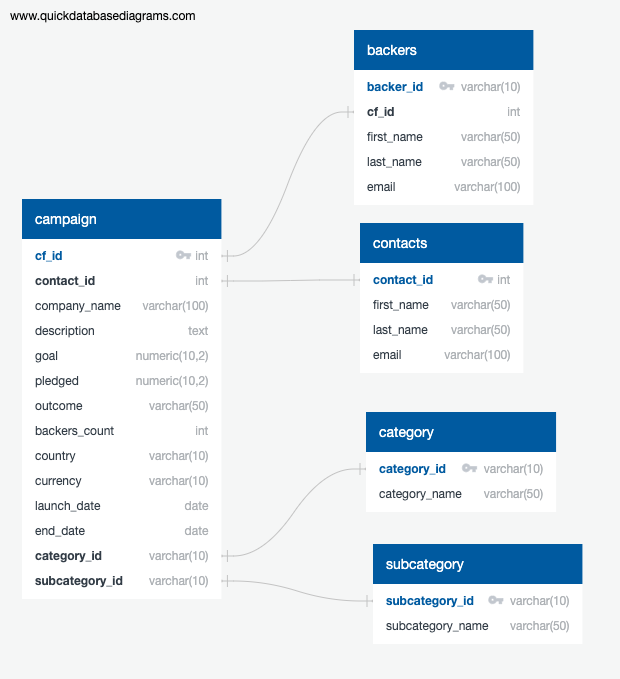 www.quickdatabasediagrams.com
backers
backer_id varchar(10)
cf_id int
first_name varchar(50)
last_name varchar(50)
email varchar(100)
campaign
cf_id int
contact_id int
company_name varchar(100)
description text
goal numeric(10,2)
pledged numeric(10,2)
outcome varchar(50)
backers_count int
country varchar(10)
currency varchar(10)
launch_date date
end_date date
category_id varchar(10)
subcategory_id varchar(10)
contacts
contact_id int
first_name varchar(50)
last_name varchar(50)
email varchar(100)
category
category_id varchar(10)
category_name varchar(50)
subcategory
subcategory_id varchar(10)
subcategory_name varchar(50)